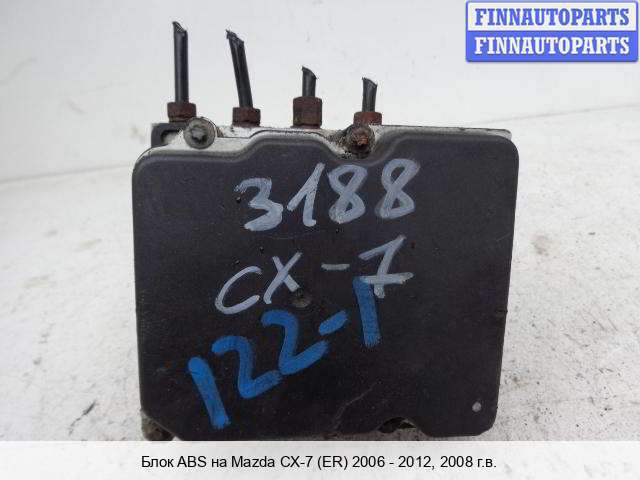 FINNAUTOPARTS
FINNAUTOPARTS
3188
CX-7
122-1
Блок ABS на Mazda CX-7 (ER) 2006 - 2012, 2008 г.в.